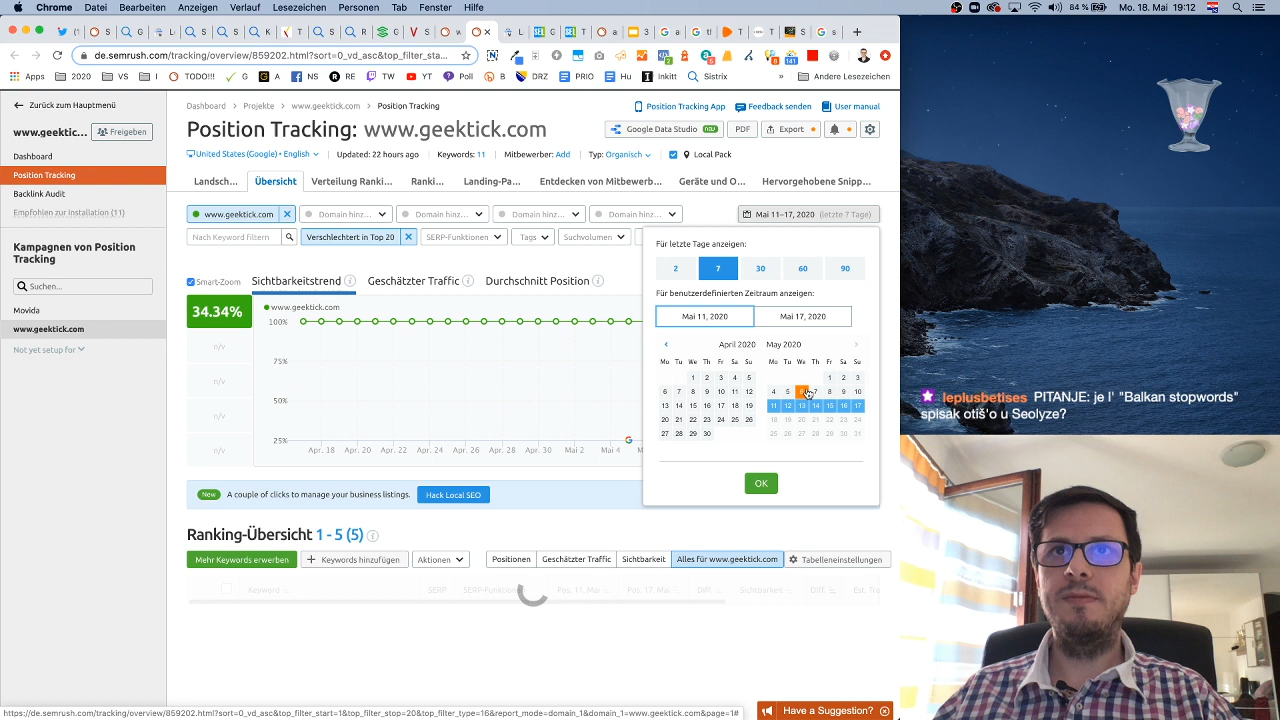 Chrome Datei Bearbeiten Anzeigen Verlauf Lesezeichen Personen Tab Fenster Hilfe 84 % Mo. 18. Mai 19:12
de.semrush.com/tracking/overview/859202.html?sort=0_vd_asc&top_filter_sta...
Apps 2020 VS I TODO!!! G A NS RE TW YT Poll B DRZ PRIO Hu Inkitt Sistrix » Andere Lesezeichen
Zurück zum Hauptmenü
www.geektic... Freigeben
Dashboard
Position Tracking
Backlink Audit
Empfohlen zur Installation (11)
Kampagnen von Position
Tracking
Suchen...
Movida
www.geektick.com
Not yet setup for
Dashboard > Projekte > www.geektick.com > Position Tracking
Position Tracking App Feedback senden User manual
Position Tracking: www.geektick.com
Google Data Studio NEU PDF Export
United States (Google) • English Updated: 22 hours ago Keywords: 11 Mitbewerber: Add Typ: Organisch Local Pack
Landsch... Übersicht Verteilung Ranki... Ranki... Landing-Pa... Entdecken von Mitbewerb... Geräte und O... Hervorgehobene Snipp...
www.geektick.com Domain hinz... Domain hinz... Domain hinz... Domain hinz... Mai 11–17, 2020 (letzte 7 Tage)
Nach Keyword filtern Verschlechtert in Top 20 SERP-Funktionen Tags Suchvolumen
Für letzte Tage anzeigen:
2 7 30 60 90
Für benutzerdefinierten Zeitraum anzeigen:
Mai 11, 2020 Mai 17, 2020
April 2020 May 2020
Mo Tu We Th Fr Sa Su Mo Tu We Th Fr Sa Su
1 2 3 4 5 1 2 3
6 7 8 9 10 11 12 4 5 6 7 8 9 10
13 14 15 16 17 18 19 11 12 13 14 15 16 17
20 21 22 23 24 25 26 18 19 20 21 22 23 24
27 28 29 30 25 26 27 28 29 30 31
OK
Smart-Zoom Sichtbarkeitstrend Geschätzter Traffic Durchschnitt Position
34.34%
n/v
n/v
n/v
n/v
www.geektick.com
100%
75%
50%
25%
Apr. 18 Apr. 20 Apr. 22 Apr. 24 Apr. 26 Apr. 28 Apr. 30 Mai 2 Mai 4
New A couple of clicks to manage your business listings. Hack Local SEO
Ranking-Übersicht 1 - 5 (5)
Mehr Keywords erwerben Keywords hinzufügen Aktionen Positionen Geschätzter Traffic Sichtbarkeit Alles für www.geektick.com Tabelleneinstellungen
Keyword SERP SERP-Funktionen Pos. 11. Mai Pos. 17. Mai Diff. Sichtbarkeit Diff. Est. Tra
https://de.semrush.com/tracking/overview/859202.html?sort=0_vd_asc&top_filter_start=1&top_filter_stop=20&top_filter_type=16&report_mode=domain_1&domain_1=www.geektick.com&page=1#
Have a Suggestion?
leplusbetises PITANJE: je l' "Balkan stopwords"
spisak otiš'o u Seolyze?